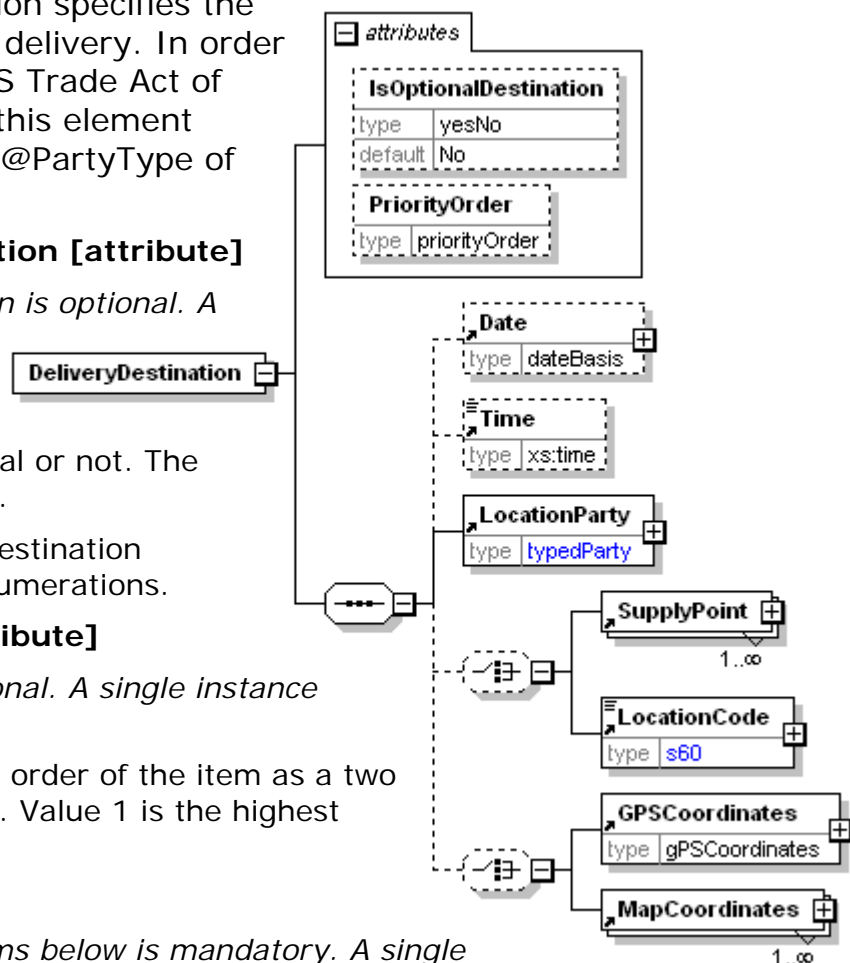 on specifies the
delivery. In order
S Trade Act of
this element
@PartyType of
tion [attribute]
n is optional. A
al or not. The
.
estination
umerations.
ribute]
onal. A single instance
order of the item as a two
. Value 1 is the highest
ms below is mandatory. A single
attributes
IsOptionalDestination
type yesNo
default No
PriorityOrder
type priorityOrder
DeliveryDestination
Date
type dateBasis
Time
type xs:time
LocationParty
type typedParty
SupplyPoint
1..∞
LocationCode
type s60
GPSCoordinates
type gPSCoordinates
MapCoordinates
1..∞